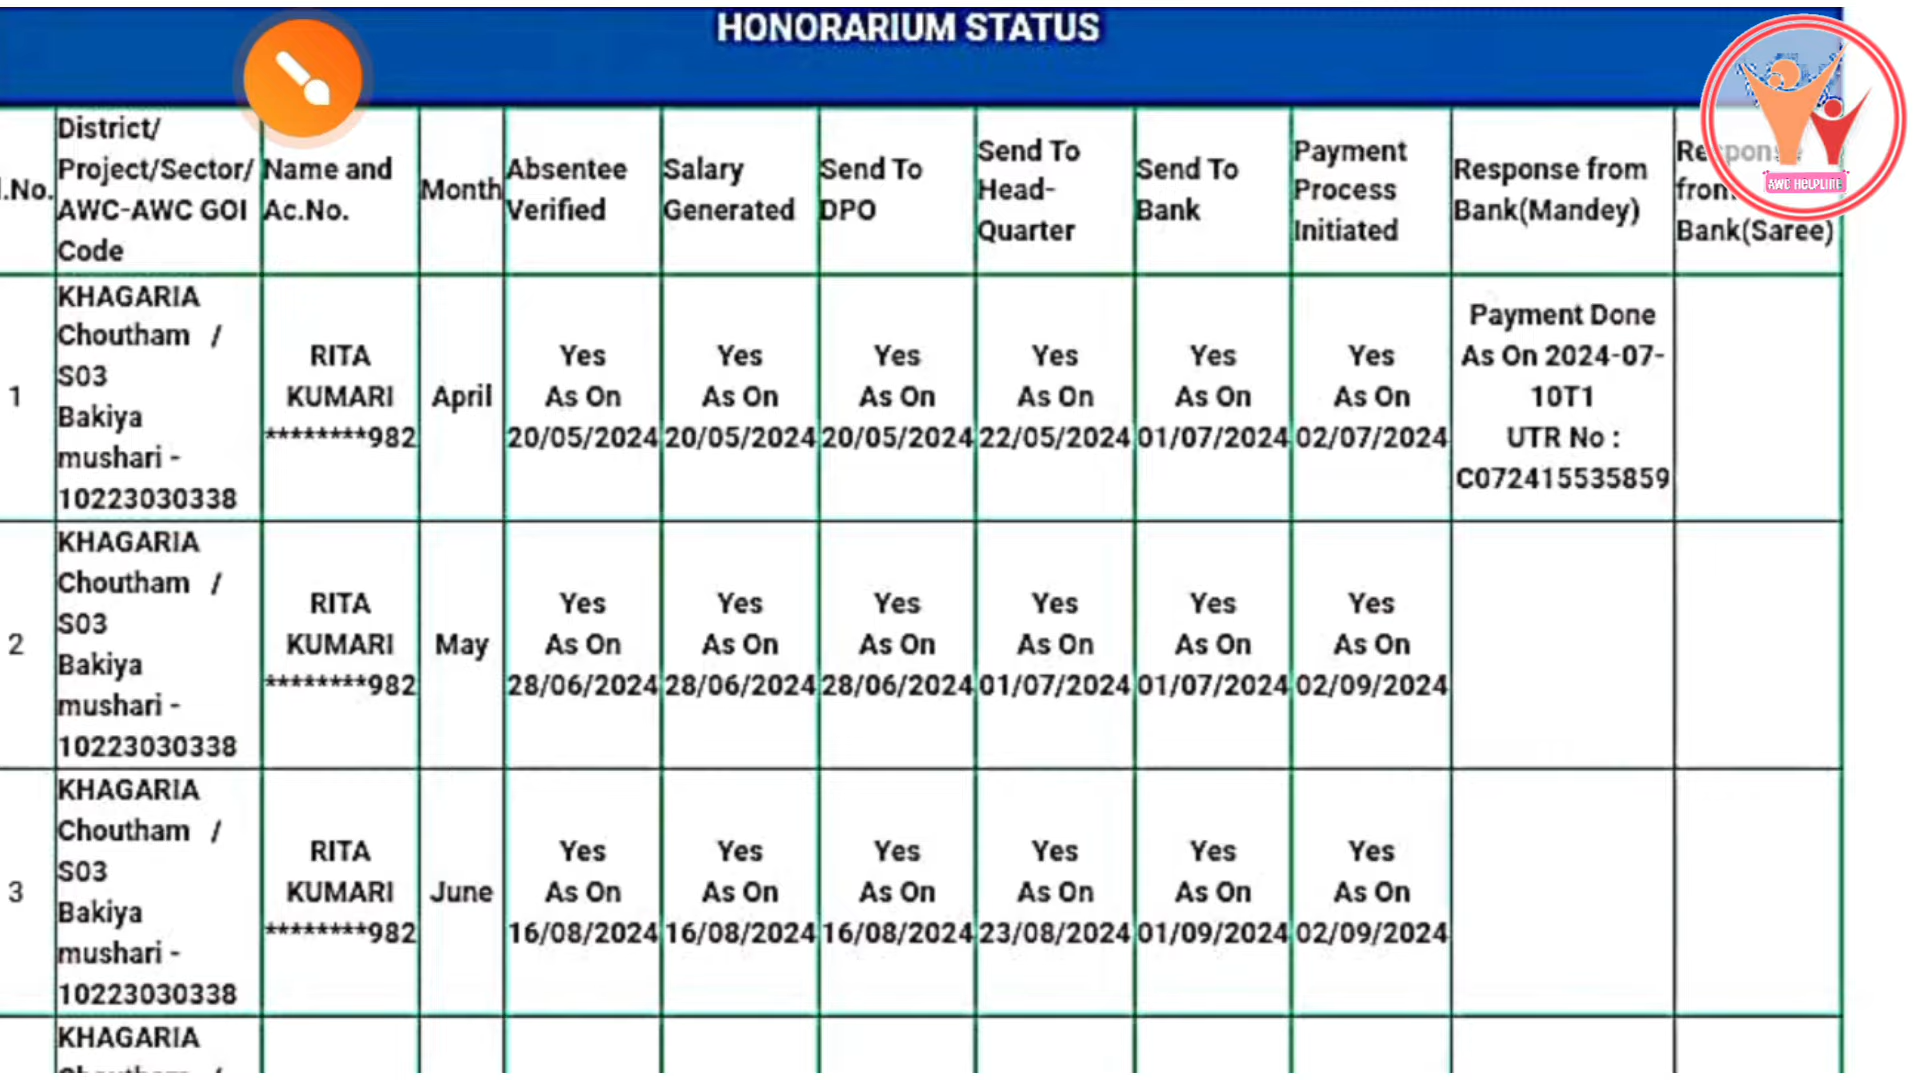 HONORARIUM STATUS
.No.
District/
Project/Sector/
AWC-AWC GOI
Code
Name and
Ac.No.
Month
Absentee
Verified
Salary
Generated
Send To
DPO
Send To
Head-
Quarter
Send To
Bank
Payment
Process
Initiated
Response from
Bank(Mandey)
Response
from
Bank(Saree)
AWC HELPLINE
1
KHAGARIA
Choutham /
S03
Bakiya
mushari -
10223030338
RITA
KUMARI
********982
April
Yes
As On
20/05/2024
Yes
As On
20/05/2024
Yes
As On
20/05/2024
Yes
As On
22/05/2024
Yes
As On
01/07/2024
Yes
As On
02/07/2024
Payment Done
As On 2024-07-
10T1
UTR No :
C072415535859
2
KHAGARIA
Choutham /
S03
Bakiya
mushari -
10223030338
RITA
KUMARI
********982
May
Yes
As On
28/06/2024
Yes
As On
28/06/2024
Yes
As On
28/06/2024
Yes
As On
01/07/2024
Yes
As On
01/07/2024
Yes
As On
02/09/2024
3
KHAGARIA
Choutham /
S03
Bakiya
mushari -
10223030338
RITA
KUMARI
********982
June
Yes
As On
16/08/2024
Yes
As On
16/08/2024
Yes
As On
16/08/2024
Yes
As On
23/08/2024
Yes
As On
01/09/2024
Yes
As On
02/09/2024
KHAGARIA